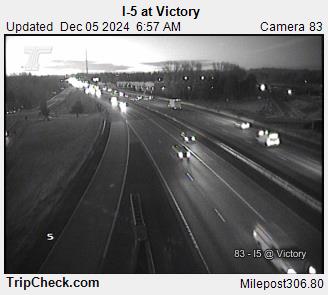 I-5 at Victory
Updated Dec 05 2024 6:57 AM Camera 83
S
83 - I5 @ Victory
TripCheck.com Milepost306.80